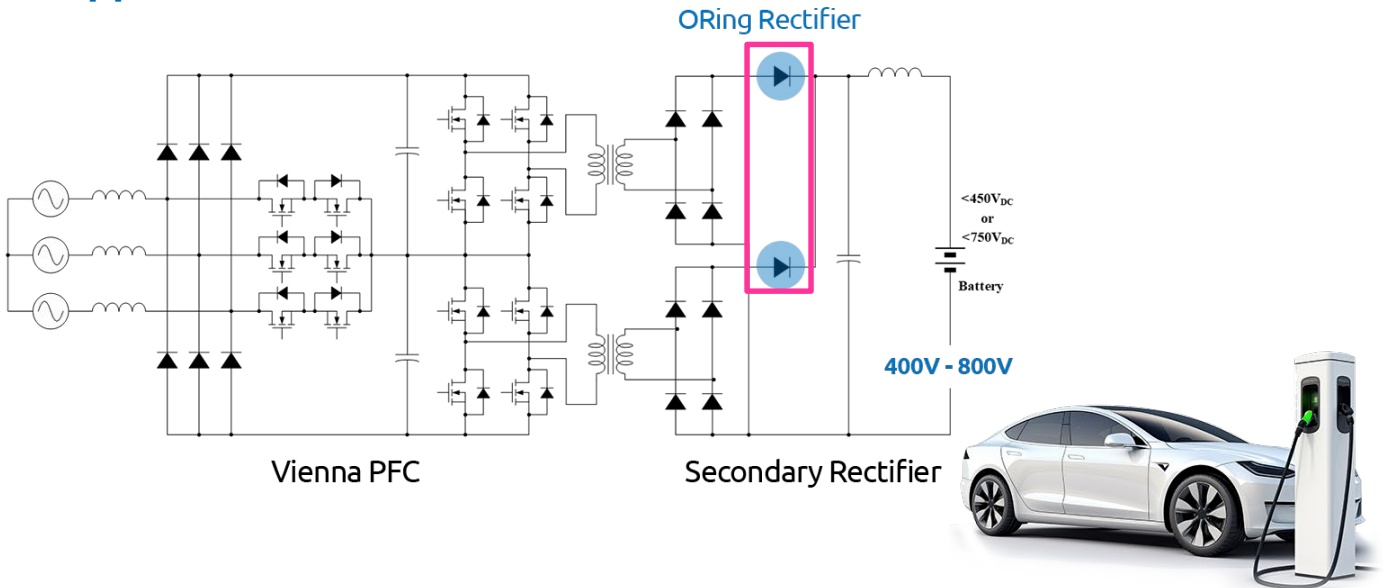 ORing Rectifier
<450VDC
or
<750VDC
Battery
400V - 800V
Vienna PFC
Secondary Rectifier